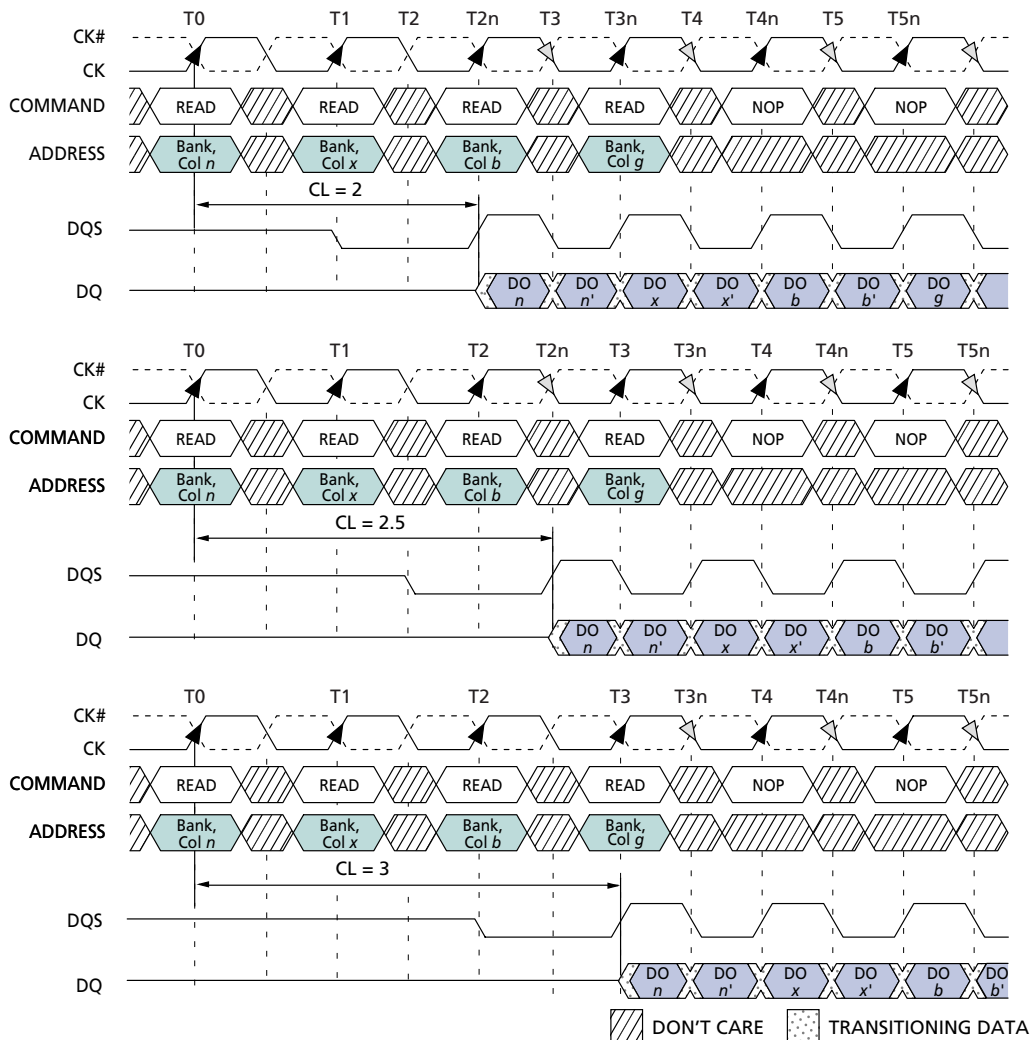 T0 T1 T2 T2n T3 T3n T4 T4n T5 T5n
CK#
CK
COMMAND READ READ READ READ NOP NOP
ADDRESS Bank, Col n Bank, Col x Bank, Col b Bank, Col g
CL = 2
DQS
DQ DO n DO n' DO x DO x' DO b DO b' DO g
T0 T1 T2 T2n T3 T3n T4 T4n T5 T5n
CK#
CK
COMMAND READ READ READ READ NOP NOP
ADDRESS Bank, Col n Bank, Col x Bank, Col b Bank, Col g
CL = 2.5
DQS
DQ DO n DO n' DO x DO x' DO b DO b'
T0 T1 T2 T3 T3n T4 T4n T5 T5n
CK#
CK
COMMAND READ READ READ READ NOP NOP
ADDRESS Bank, Col n Bank, Col x Bank, Col b Bank, Col g
CL = 3
DQS
DQ DO n DO n' DO x DO x' DO b DO b'
DON'T CARE TRANSITIONING DATA